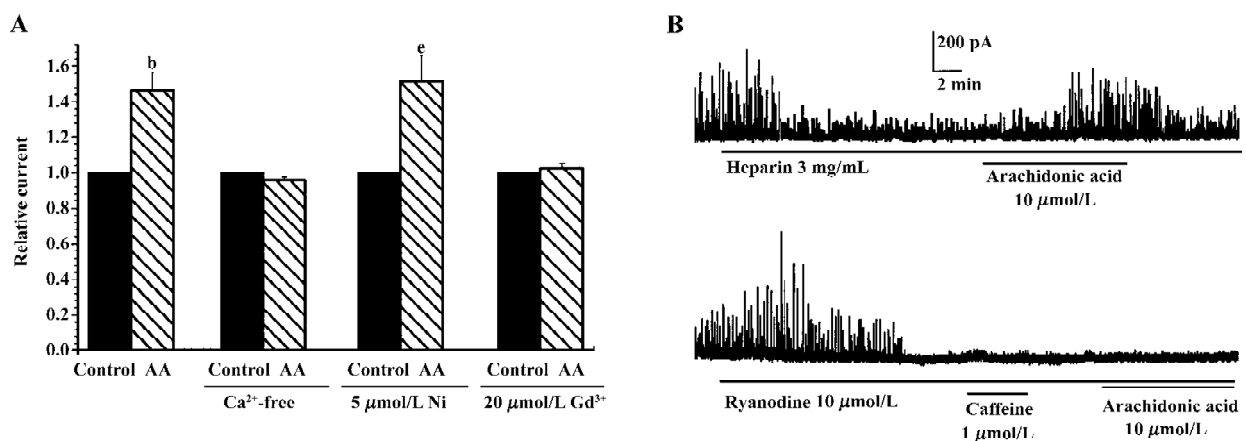 A
b
e
1.6
1.4
1.2
1.0
0.8
0.6
0.4
0.2
0.0
Relative current
Control AA Control AA Control AA Control AA
Ca²⁺-free 5 μmol/L Ni 20 μmol/L Gd³⁺
B
200 pA
2 min
Heparin 3 mg/mL
Arachidonic acid
10 μmol/L
Ryanodine 10 μmol/L
Caffeine
1 μmol/L
Arachidonic acid
10 μmol/L